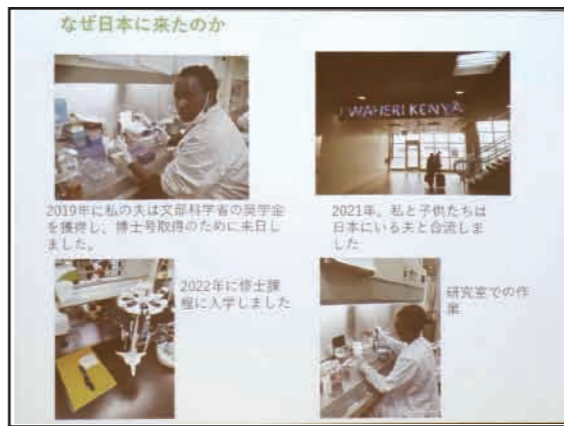 なぜ日本に来たのか
KWAHERI KENYA
2019年に私の夫は文部科学省の奨学金
を獲得し、博士号取得のために来日し
ました。
2021年、私と子供たちは
日本にいる夫と合流しま
した
2022年に修士課
程に入学しました
研究室での作
業